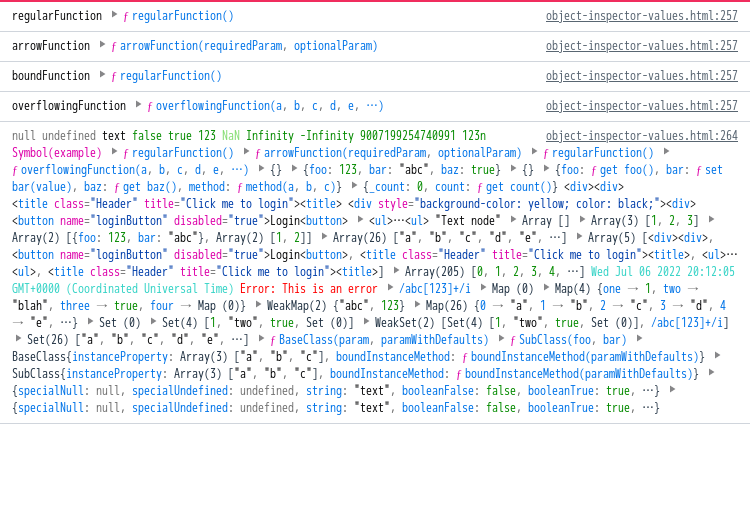 regularFunction ▶ ƒ regularFunction() object-inspector-values.html:257
arrowFunction ▶ ƒ arrowFunction(requiredParam, optionalParam) object-inspector-values.html:257
boundFunction ▶ ƒ regularFunction() object-inspector-values.html:257
overflowingFunction ▶ ƒ overflowingFunction(a, b, c, d, e, …) object-inspector-values.html:257
null undefined text false true 123 NaN Infinity -Infinity 9007199254740991 123n object-inspector-values.html:264
Symbol(example) ▶ ƒ regularFunction() ▶ ƒ arrowFunction(requiredParam, optionalParam) ▶ ƒ regularFunction() ▶
ƒ overflowingFunction(a, b, c, d, e, …) ▶ {} ▶ {foo: 123, bar: "abc", baz: true} ▶ {} ▶ {foo: ƒ get foo(), bar: ƒ set
bar(value), baz: ƒ get baz(), method: ƒ method(a, b, c)} ▶ {_count: 0, count: ƒ get count()} <div><div>
<title class="Header" title="Click me to login"><title> <div style="background-color: yellow; color: black;"><div>
<button name="loginButton" disabled="true">Login<button> ▶ <ul>…<ul> "Text node" ▶ Array [] ▶ Array(3) [1, 2, 3] ▶
Array(2) [{foo: 123, bar: "abc"}, Array(2) [1, 2]] ▶ Array(26) ["a", "b", "c", "d", "e", …] ▶ Array(5) [<div><div>,
<button name="loginButton" disabled="true">Login<button>, <title class="Header" title="Click me to login"><title>, <ul>…
<ul>, <title class="Header" title="Click me to login"><title>] ▶ Array(205) [0, 1, 2, 3, 4, …] Wed Jul 06 2022 20:12:05
GMT+0000 (Coordinated Universal Time) Error: This is an error ▶ /abc[123]+/i ▶ Map (0) ▶ Map(4) {one → 1, two →
"blah", three → true, four → Map (0)} ▶ WeakMap(2) {"abc", 123} ▶ Map(26) {0 → "a", 1 → "b", 2 → "c", 3 → "d", 4
→ "e", …} ▶ Set (0) ▶ Set(4) [1, "two", true, Set (0)] ▶ WeakSet(2) [Set(4) [1, "two", true, Set (0)], /abc[123]+/i]
▶ Set(26) ["a", "b", "c", "d", "e", …] ▶ ƒ BaseClass(param, paramWithDefaults) ▶ ƒ SubClass(foo, bar) ▶
BaseClass{instanceProperty: Array(3) ["a", "b", "c"], boundInstanceMethod: ƒ boundInstanceMethod(paramWithDefaults)} ▶
SubClass{instanceProperty: Array(3) ["a", "b", "c"], boundInstanceMethod: ƒ boundInstanceMethod(paramWithDefaults)} ▶
{specialNull: null, specialUndefined: undefined, string: "text", booleanFalse: false, booleanTrue: true, …} ▶
{specialNull: null, specialUndefined: undefined, string: "text", booleanFalse: false, booleanTrue: true, …}